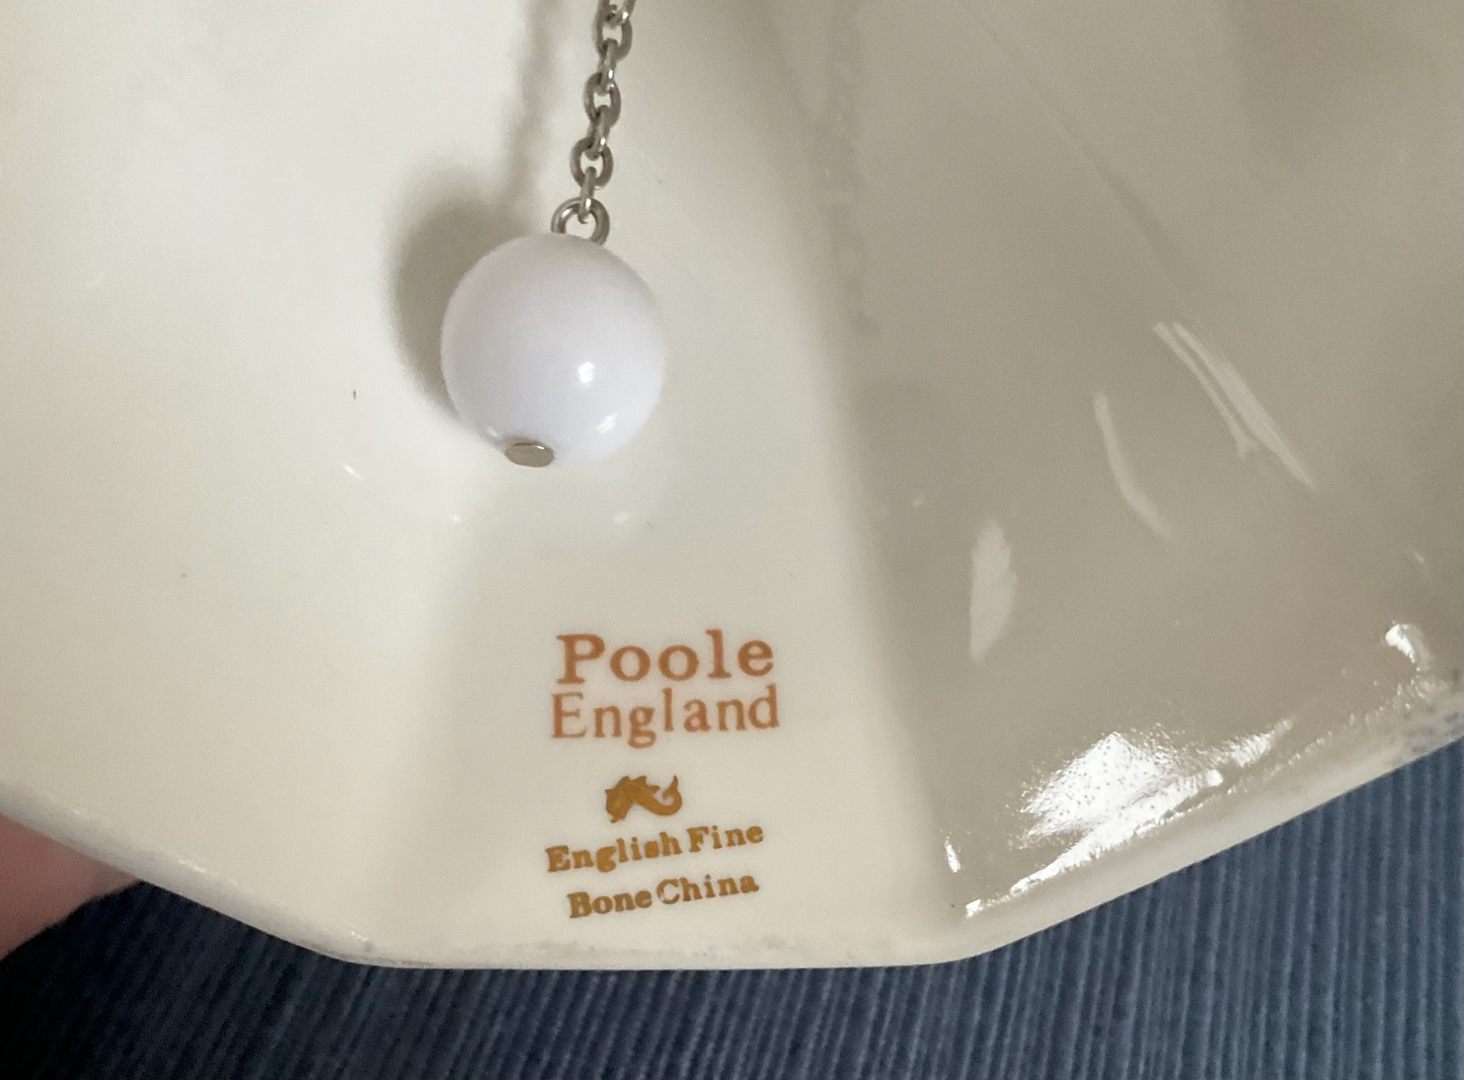 Poole
England
English Fine
Bone China